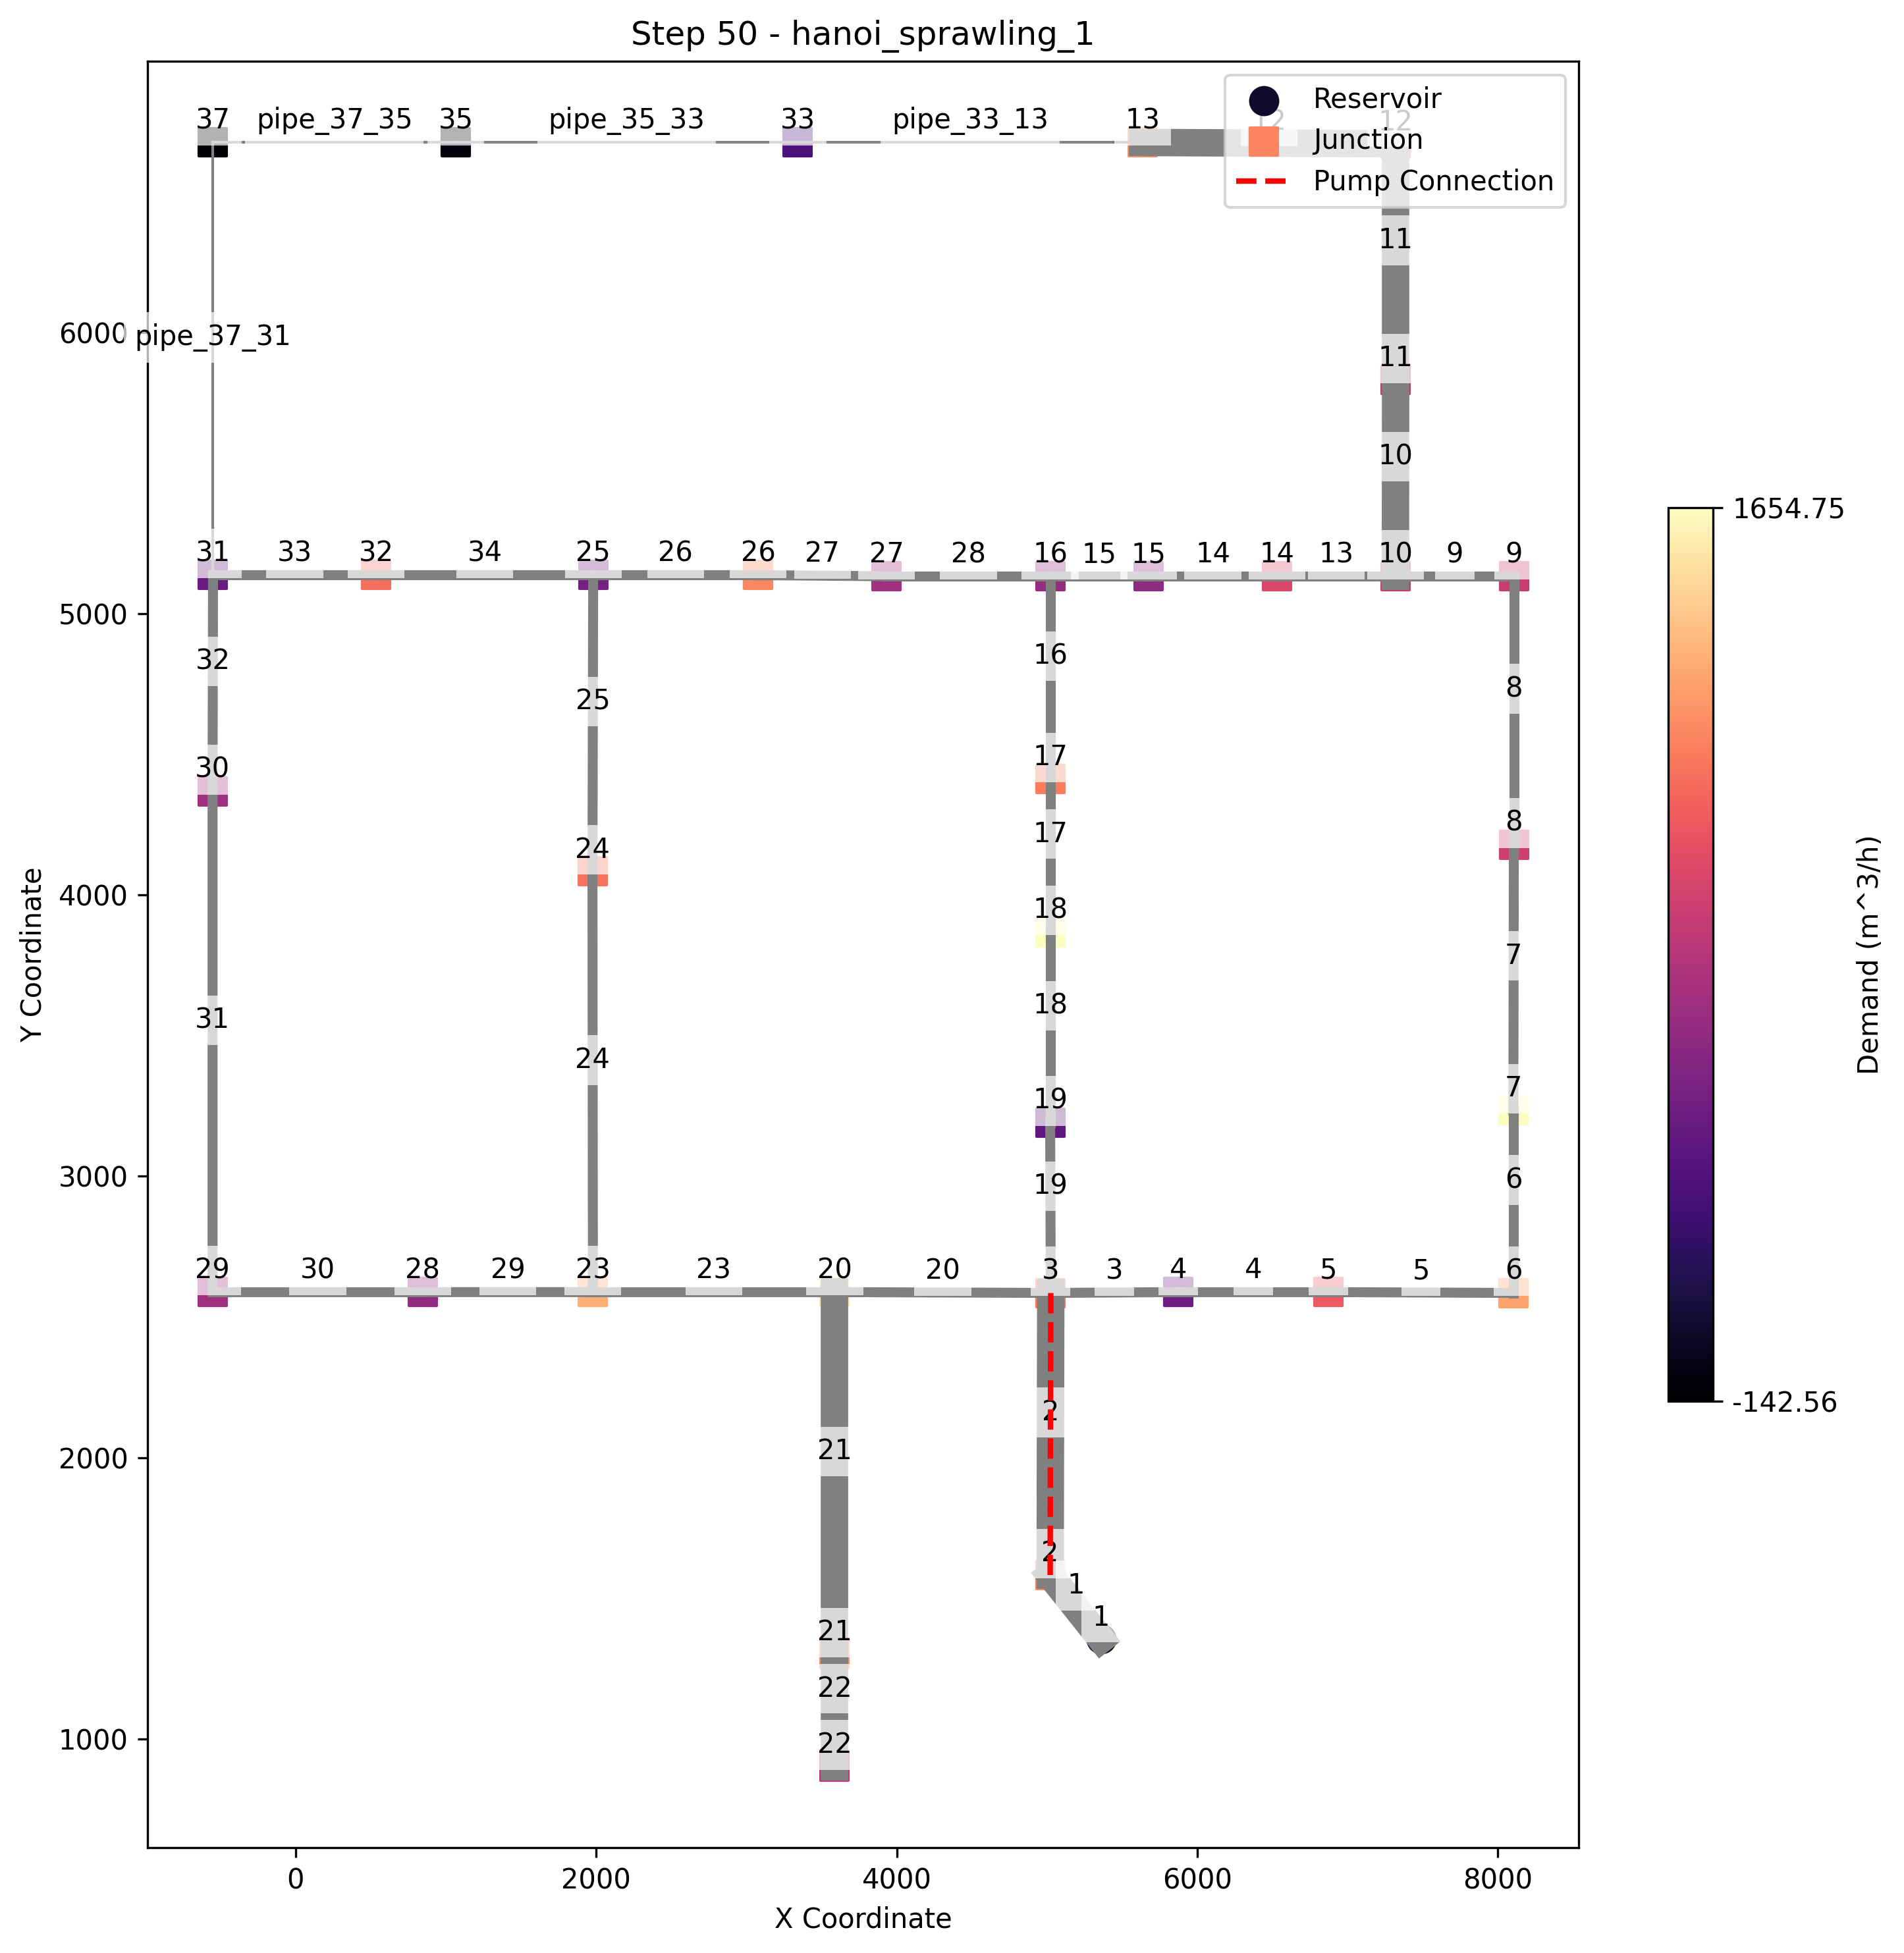 Step 50 - hanoi_sprawling_1
37 pipe_37_35 35 pipe_35_33 33 pipe_33_13 13 12 12
Reservoir
Junction
Pump Connection
11
6000 pipe_37_31
11
10
31 33 32 34 25 26 26 27 27 28 16 15 15 14 14 13 10 9 9
5000
32 25 16 8
30 17
24 17 8
4000
18
7
Y Coordinate
31 18
24 19 7
3000
19 6
29 30 28 29 23 23 20 20 3 3 4 4 5 5 6
2
2000
21
2
1
21 1
22
1000
22
0 2000 4000 6000 8000
X Coordinate
1654.75
Demand (m^3/h)
-142.56